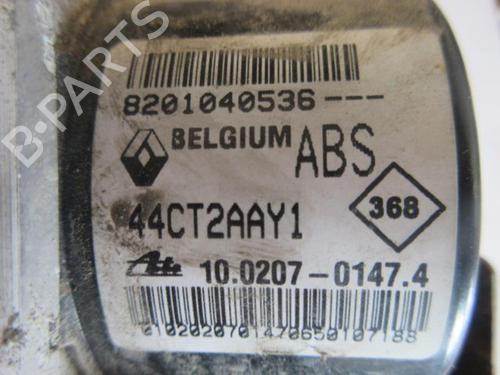 8201040536---
BELGIUM ABS
44CT2AAY1
368
Ate 10.0207-0147.4
B-PARTS